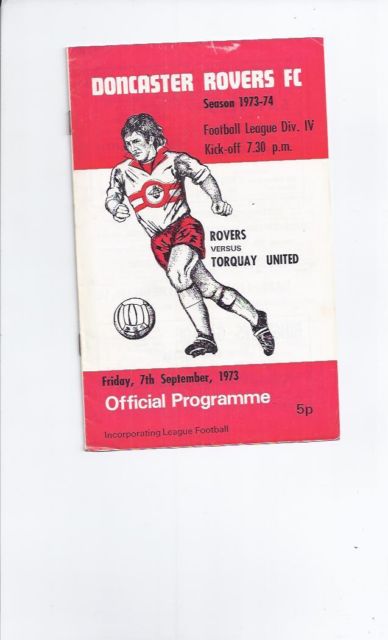 DONCASTER ROVERS FC
Season 1973-74
Football League Div. IV
Kick-off 7.30 p.m.
ROVERS
VERSUS
TORQUAY UNITED
Friday, 7th September, 1973
Official Programme
5p
Incorporating League Football